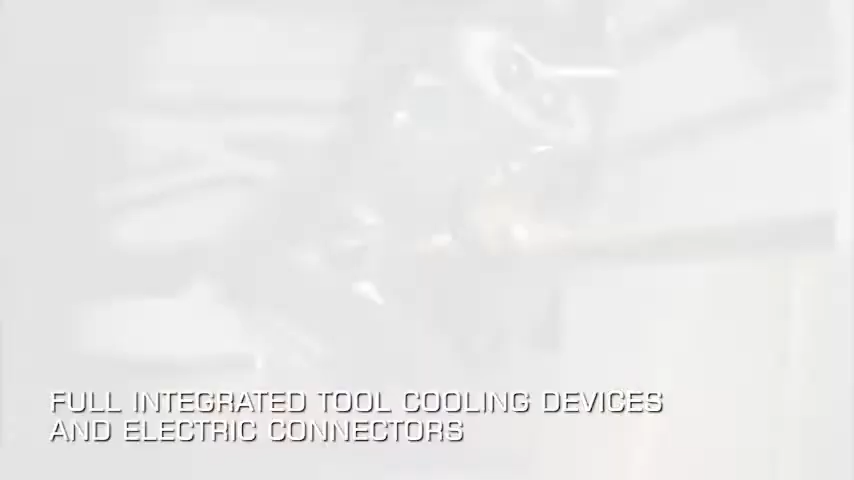 FULL INTEGRATED TOOL COOLING DEVICES
AND ELECTRIC CONNECTORS